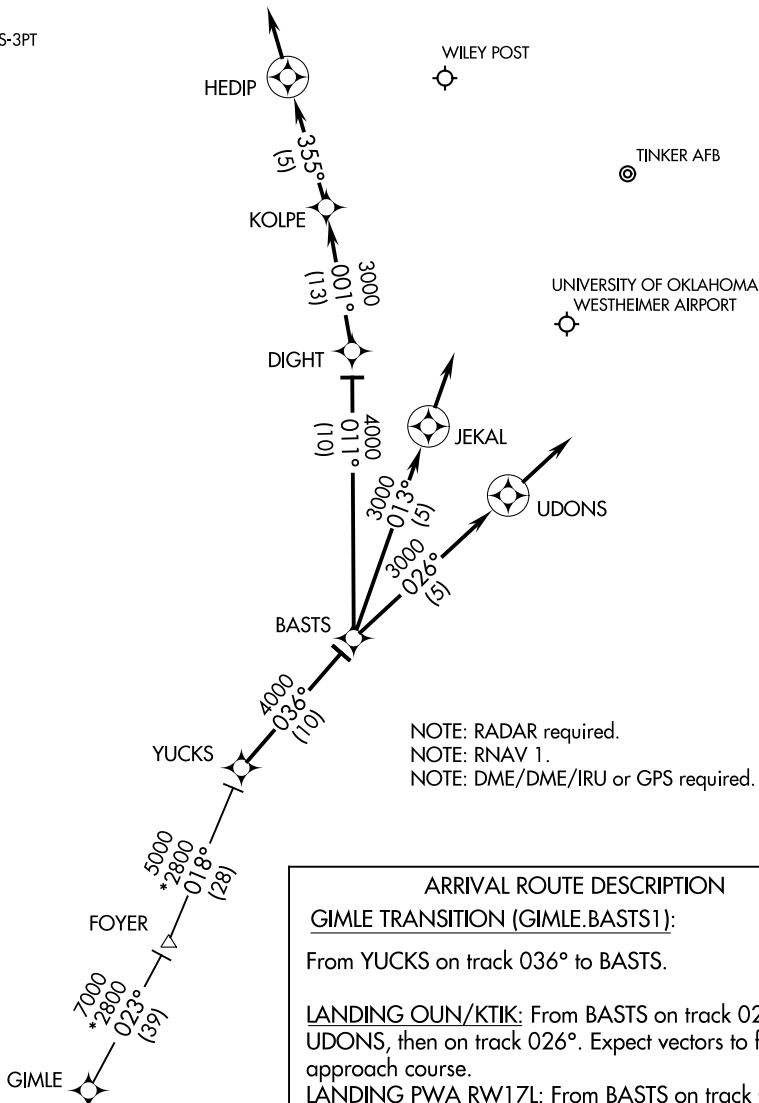 S-3PT
WILEY POST
HEDIP
355°
(5)
TINKER AFB
KOLPE
3000
001°
(13)
UNIVERSITY OF OKLAHOMA
WESTHEIMER AIRPORT
DIGHT
4000
011°
(10)
JEKAL
3000
013°
(5)
UDONS
3000
026°
(5)
BASTS
4000
036°
(10)
NOTE: RADAR required.
NOTE: RNAV 1.
NOTE: DME/DME/IRU or GPS required.
YUCKS
5000
*2800
018°
(28)
FOYER
7000
*2800
023°
(39)
GIMLE
ARRIVAL ROUTE DESCRIPTION
GIMLE TRANSITION (GIMLE.BASTS1):
From YUCKS on track 036° to BASTS.
LANDING OUN/KTIK: From BASTS on track 02
UDONS, then on track 026°. Expect vectors to f
approach course.
LANDING PWA RW17L: From BASTS on track